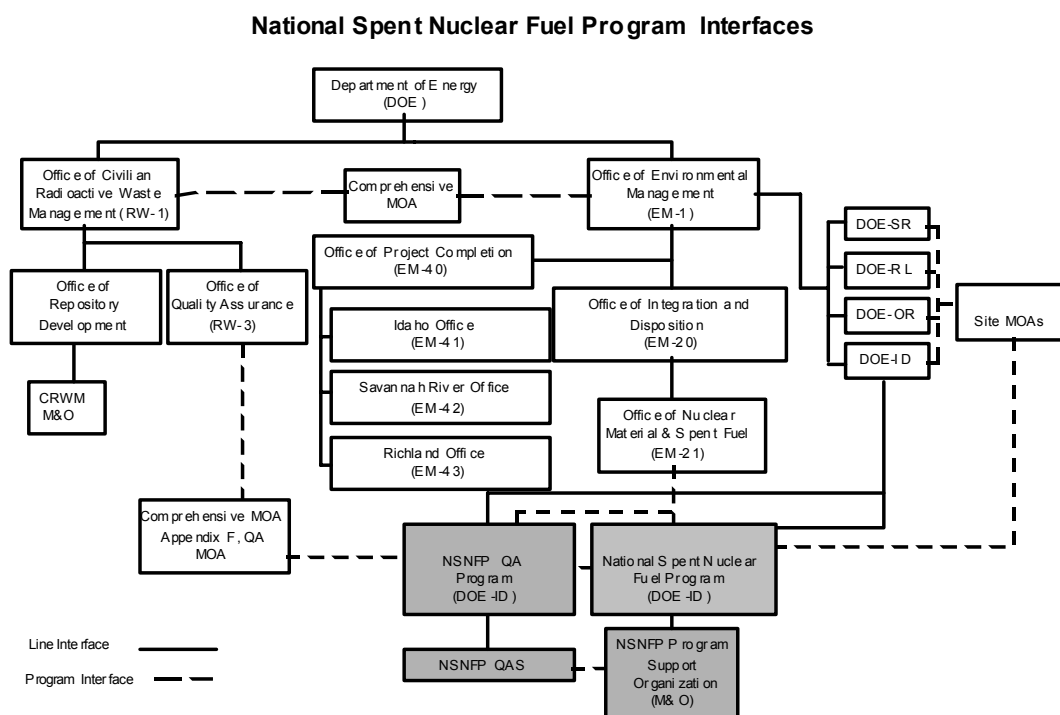 National Spent Nuclear Fuel Program Interfaces
Department of Energy
(DOE)
Office of Civilian
Radioactive Waste
Management (RW-1)
Comprehensive
MOA
Office of Environmental
Management
(EM-1)
Office of Project Completion
(EM-40)
DOE-SR
DOE-RL
DOE-OR
DOE-ID
Site MOAs
Office of
Repository
Development
Office of
Quality Assurance
(RW-3)
Idaho Office
(EM-41)
Office of Integration and
Disposition
(EM-20)
CRWM
M&O
Savannah River Office
(EM-42)
Office of Nuclear
Material & Spent Fuel
(EM-21)
Richland Office
(EM-43)
Comprehensive MOA
Appendix F, QA
MOA
NSNFP QA
Program
(DOE-ID)
National Spent Nuclear
Fuel Program
(DOE-ID)
Line Interface
Program Interface
NSNFP QAS
NSNFP Program
Support
Organization
(M&O)